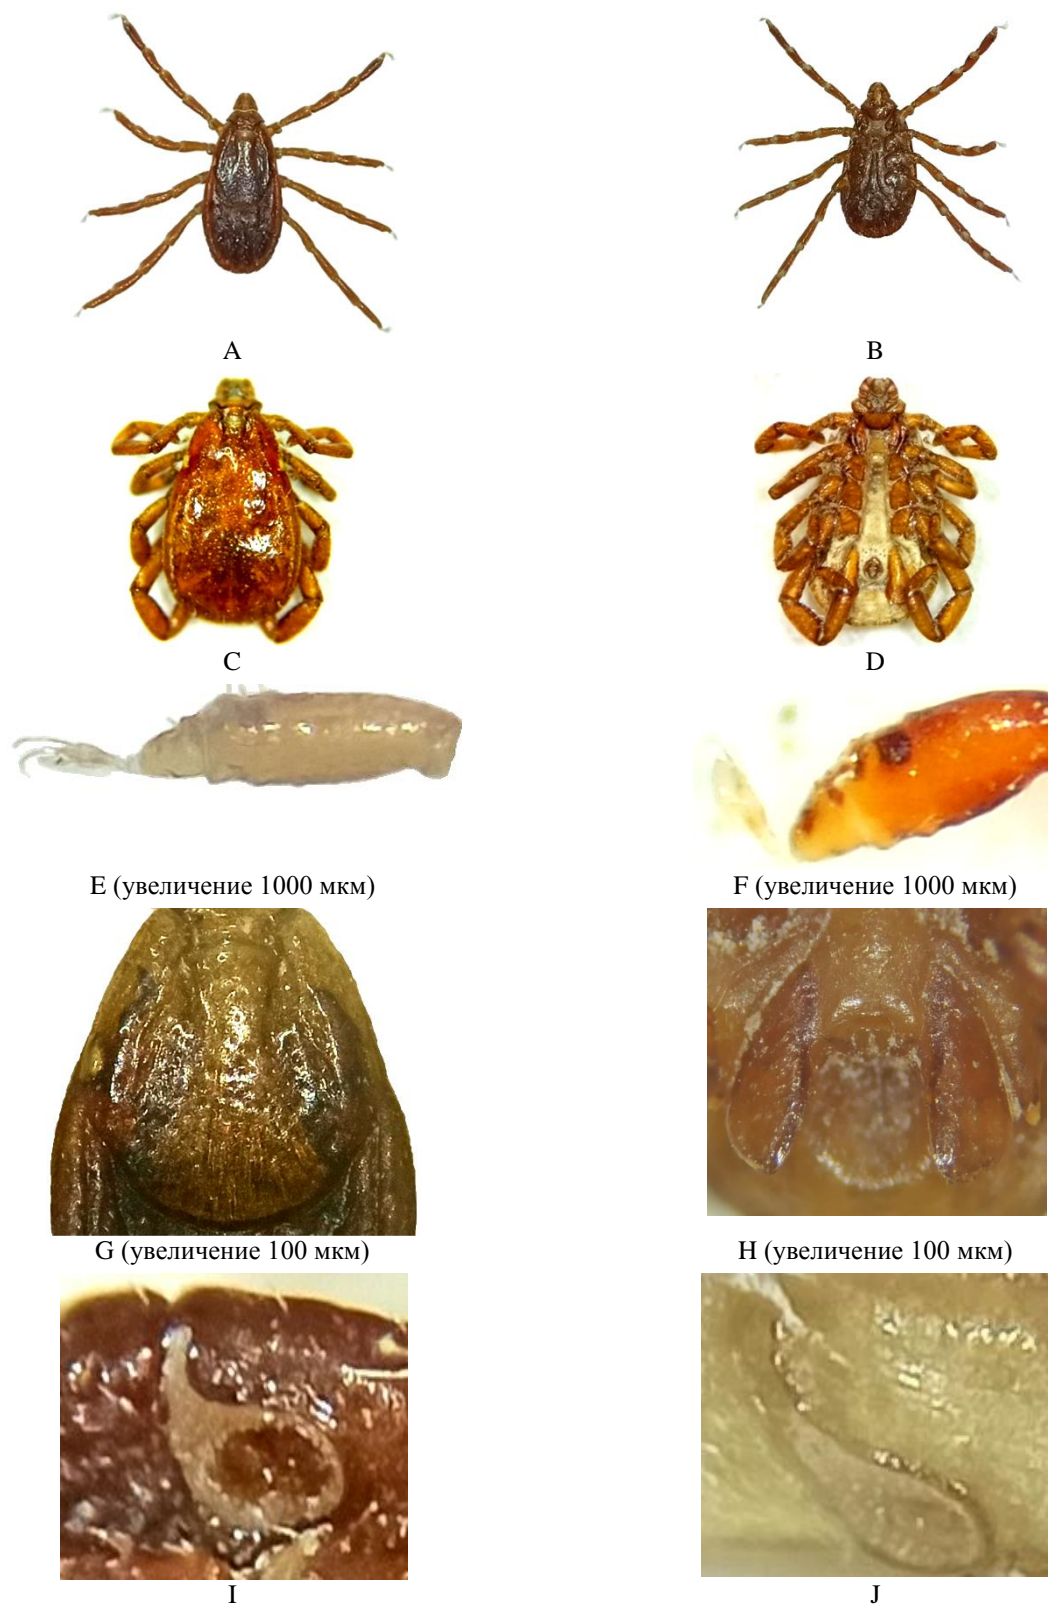 A
B
C
D
E (увеличение 1000 мкм)
F (увеличение 1000 мкм)
G (увеличение 100 мкм)
H (увеличение 100 мкм)
I
J